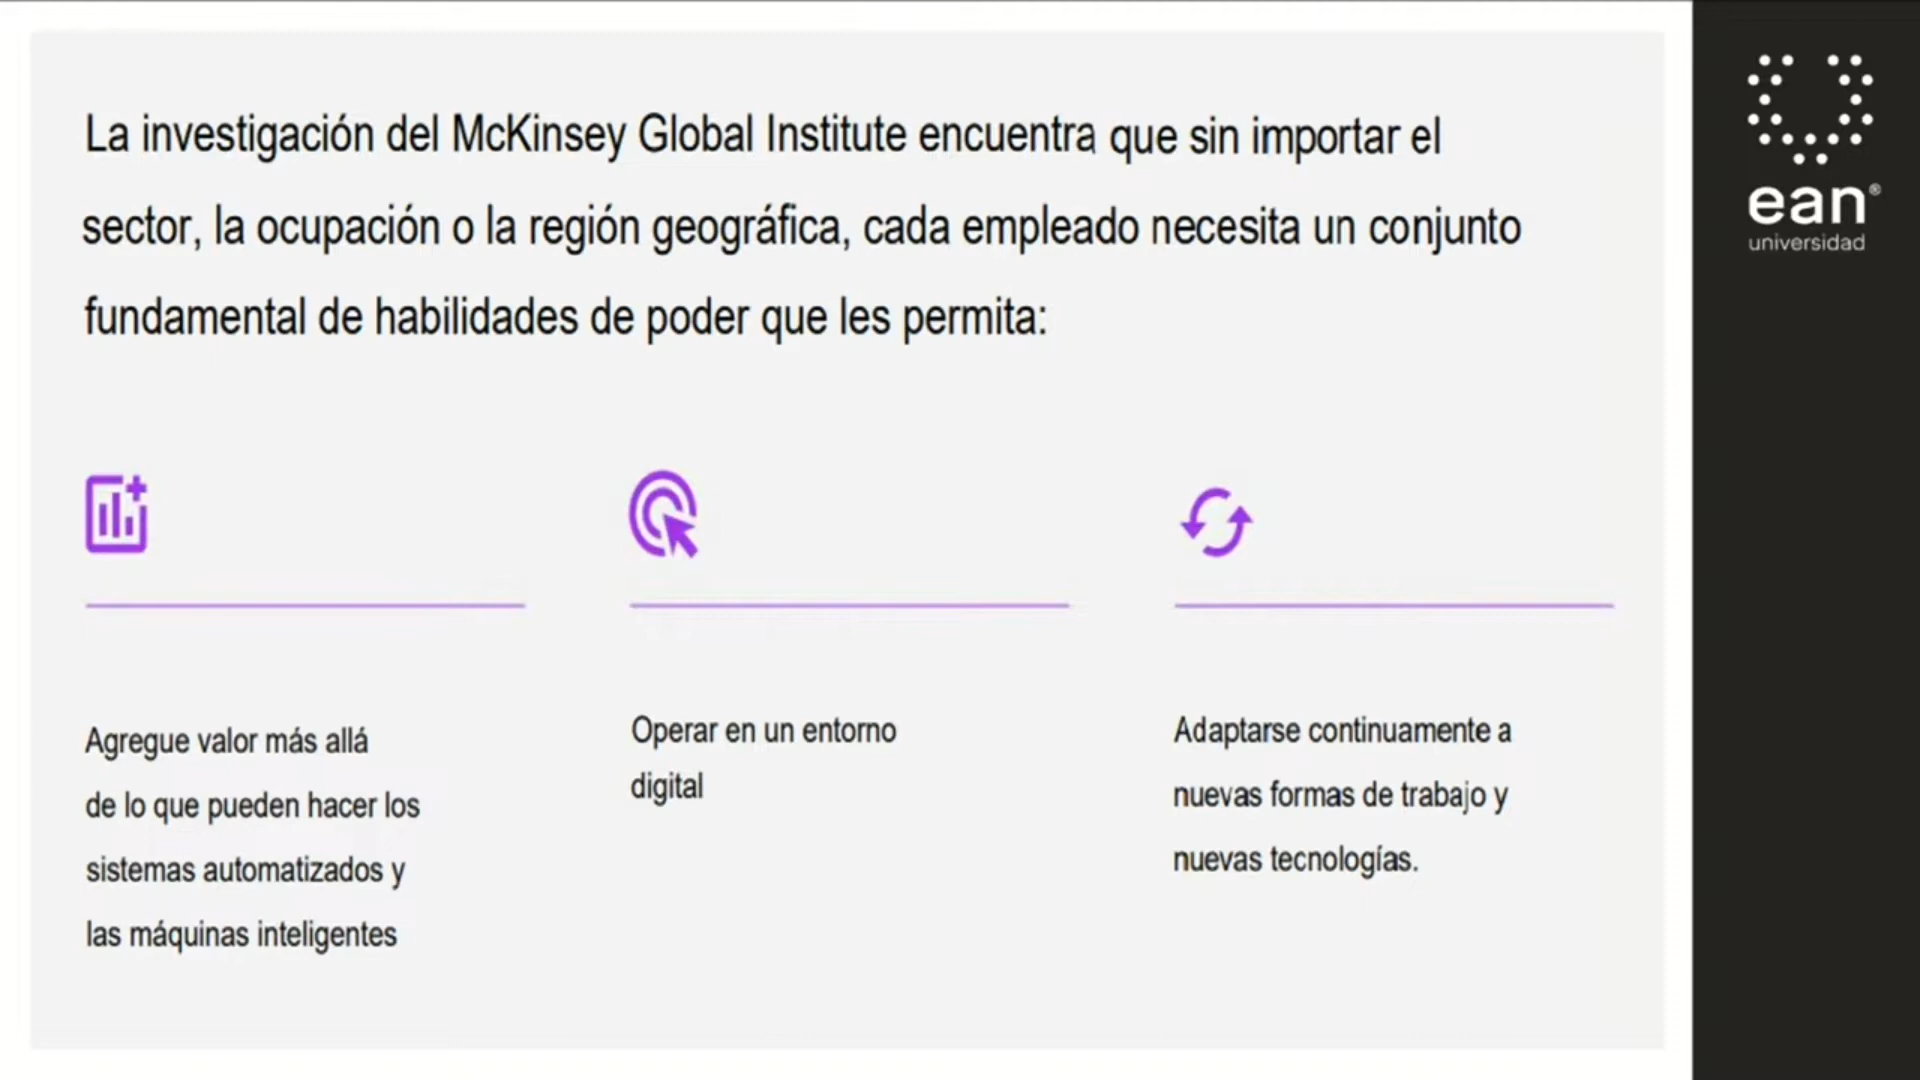 La investigación del McKinsey Global Institute encuentra que sin importar el
sector, la ocupación o la región geográfica, cada empleado necesita un conjunto
fundamental de habilidades de poder que les permita:
Agregue valor más allá
de lo que pueden hacer los
sistemas automatizados y
las máquinas inteligentes
Operar en un entorno
digital
Adaptarse continuamente a
nuevas formas de trabajo y
nuevas tecnologías.
ean®
universidad